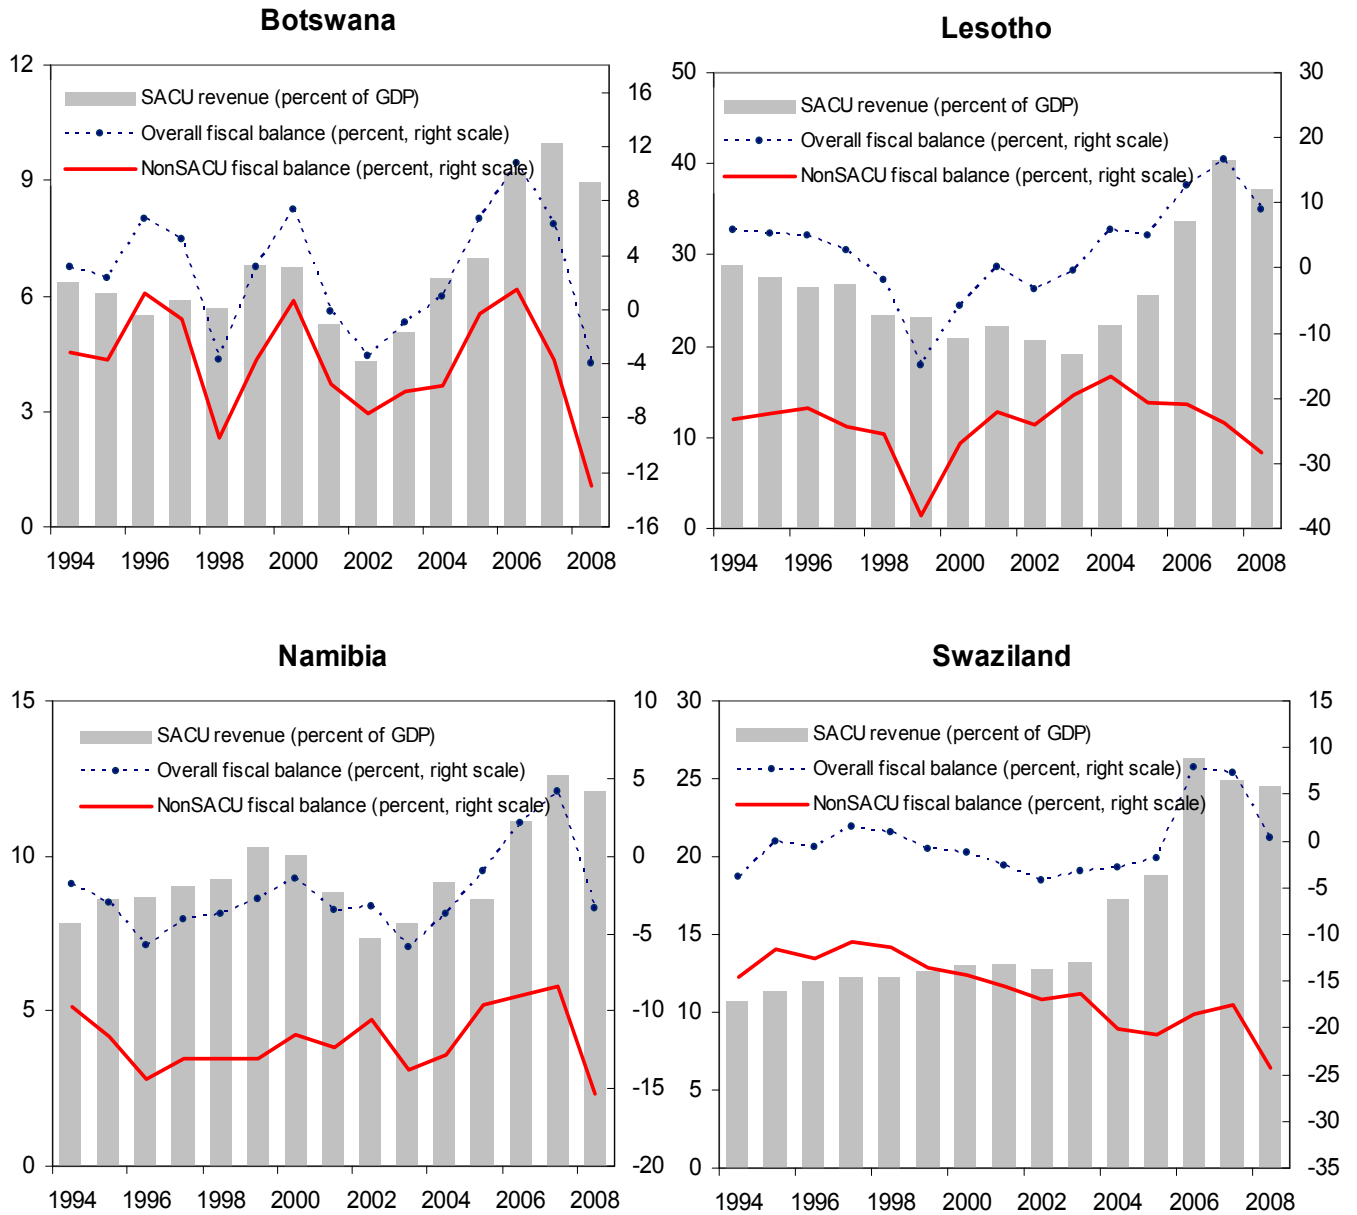 Botswana
12
9
6
3
0
SACU revenue (percent of GDP)
Overall fiscal balance (percent, right scale)
NonSACU fiscal balance (percent, right scale)
16
12
8
4
0
-4
-8
-12
-16
1994 1996 1998 2000 2002 2004 2006 2008
Lesotho
50
40
30
20
10
0
SACU revenue (percent of GDP)
Overall fiscal balance (percent, right scale)
NonSACU fiscal balance (percent, right scale)
30
20
10
0
-10
-20
-30
-40
1994 1996 1998 2000 2002 2004 2006 2008
Namibia
15
10
5
0
SACU revenue (percent of GDP)
Overall fiscal balance (percent, right scale)
NonSACU fiscal balance (percent, right scale)
10
5
0
-5
-10
-15
-20
1994 1996 1998 2000 2002 2004 2006 2008
Swaziland
30
25
20
15
10
5
0
SACU revenue (percent of GDP)
Overall fiscal balance (percent, right scale)
NonSACU fiscal balance (percent, right scale)
15
10
5
0
-5
-10
-15
-20
-25
-30
-35
1994 1996 1998 2000 2002 2004 2006 2008